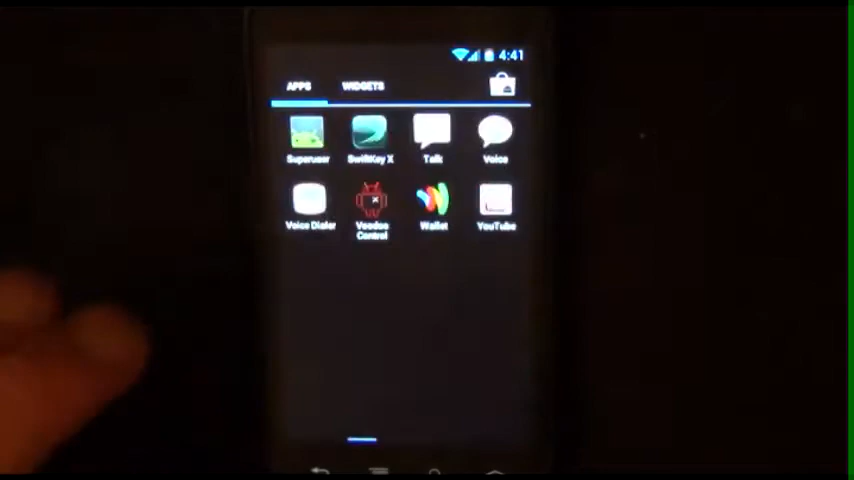 4:41
APPS WIDGETS
Superuser SwiftKey X Talk Voice
Voice Dialer Voodoo Control Wallet YouTube